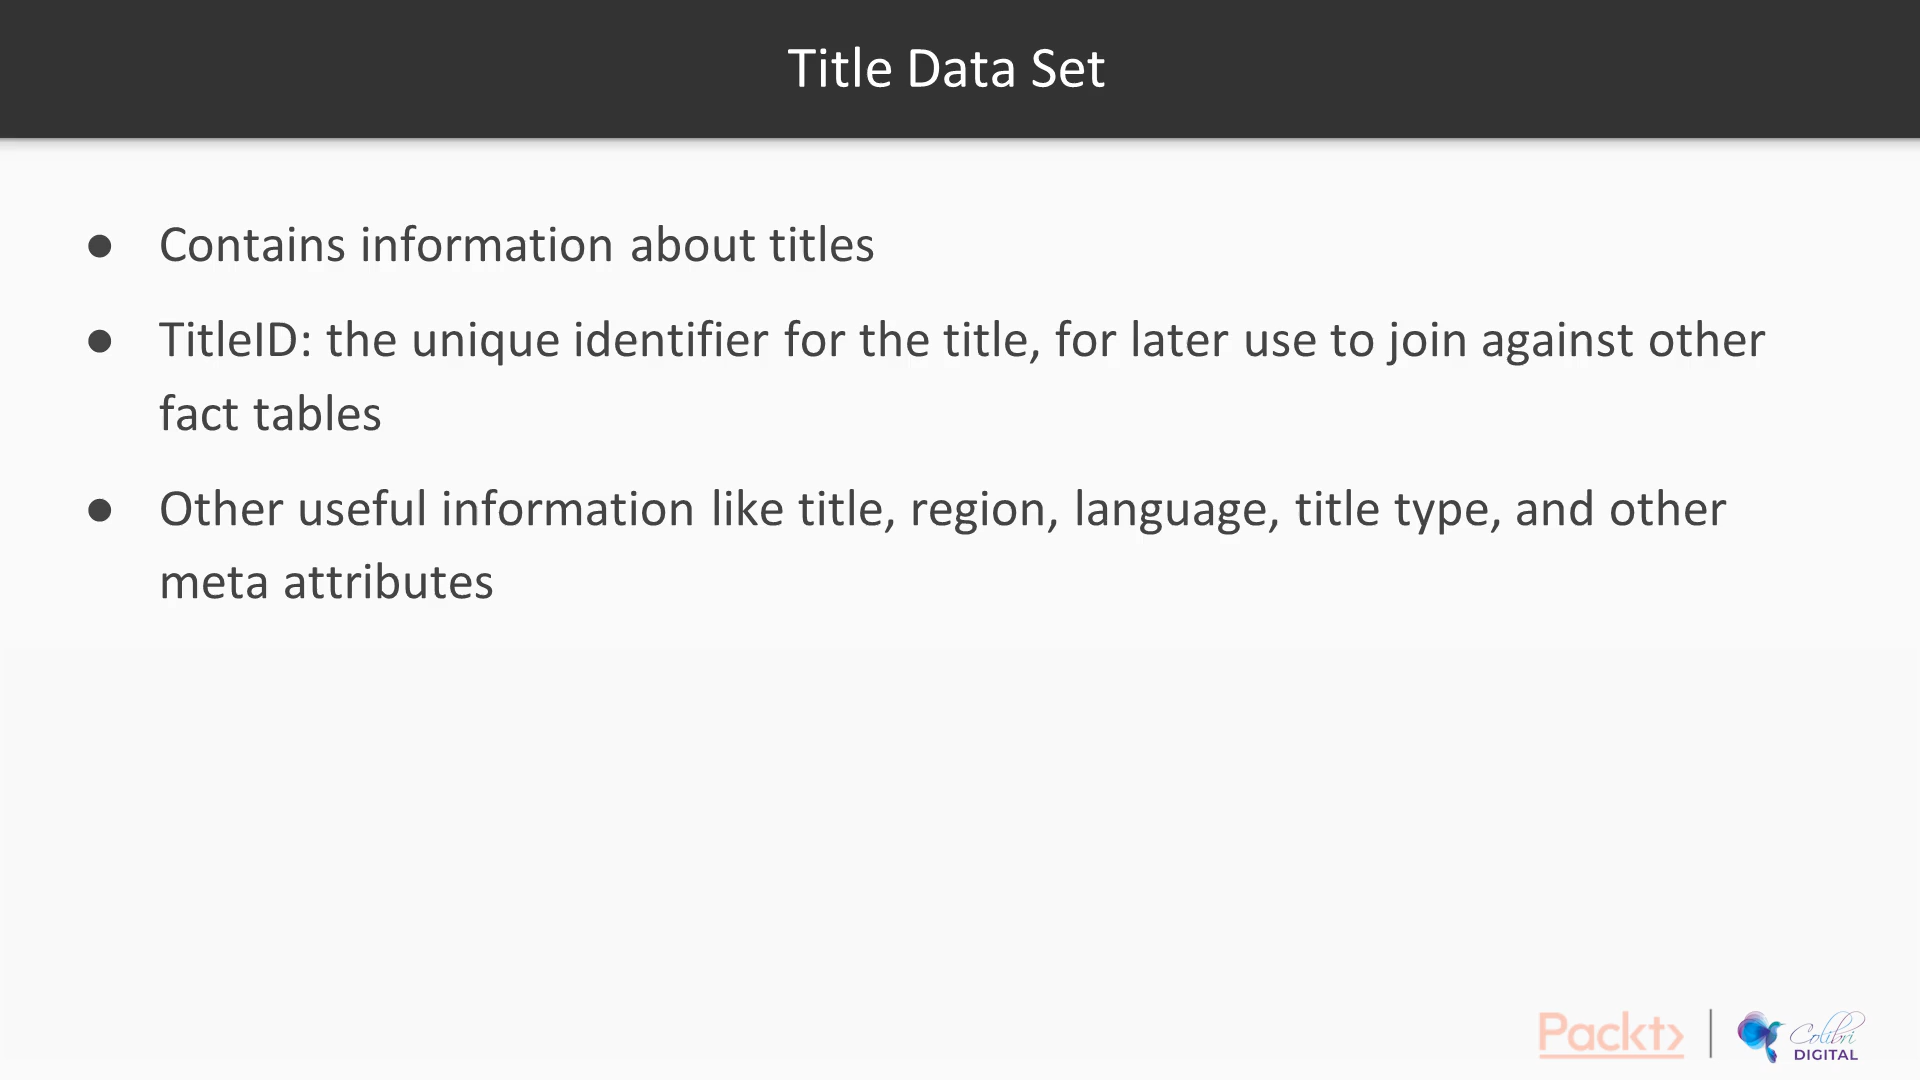 Title Data Set
● Contains information about titles
● TitleID: the unique identifier for the title, for later use to join against other
fact tables
● Other useful information like title, region, language, title type, and other
meta attributes
Packt>
Colibri
DIGITAL